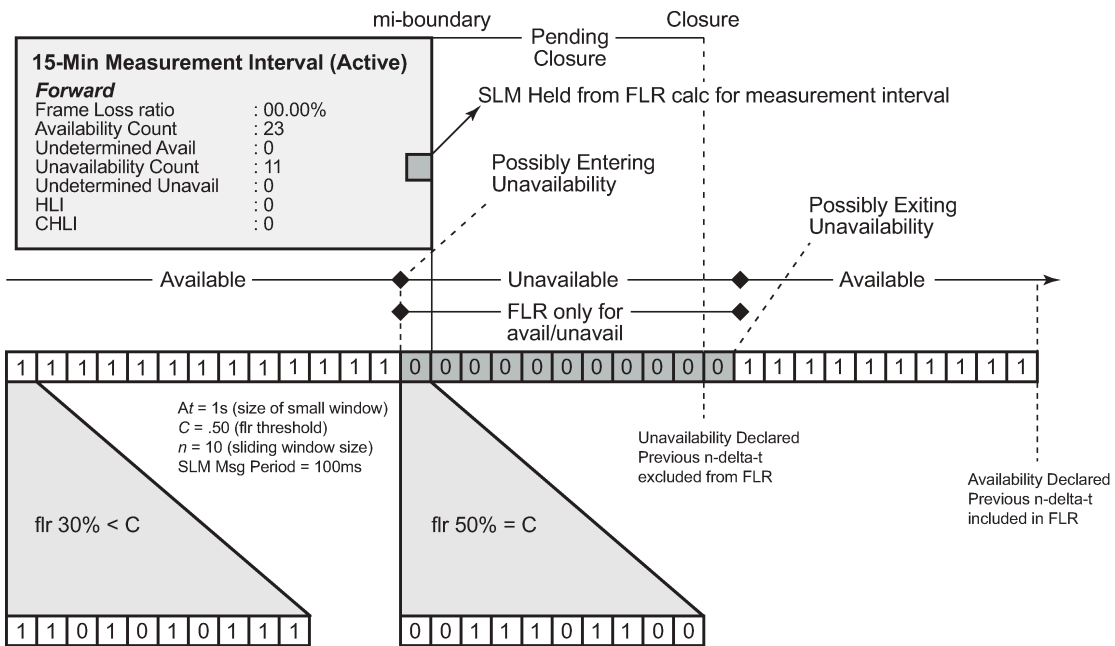 mi-boundary
Closure
Pending
Closure
15-Min Measurement Interval (Active)
Forward
Frame Loss ratio : 00.00%
Availability Count : 23
Undetermined Avail : 0
Unavailability Count : 11
Undetermined Unavail : 0
HLI : 0
CHLI : 0
SLM Held from FLR calc for measurement interval
Possibly Entering
Unavailability
Possibly Exiting
Unavailability
Available
Unavailable
Available
FLR only for
avail/unavail
1 1 1 1 1 1 1 1 1 1 1 1 1 0 0 0 0 0 0 0 0 0 0 0 1 1 1 1 1 1 1 1 1 1
At = 1s (size of small window)
C = .50 (flr threshold)
n = 10 (sliding window size)
SLM Msg Period = 100ms
Unavailability Declared
Previous n-delta-t
excluded from FLR
Availability Declared
Previous n-delta-t
included in FLR
flr 30% < C
flr 50% = C
1 1 0 1 0 1 0 1 1 1
0 0 1 1 1 0 1 1 0 0